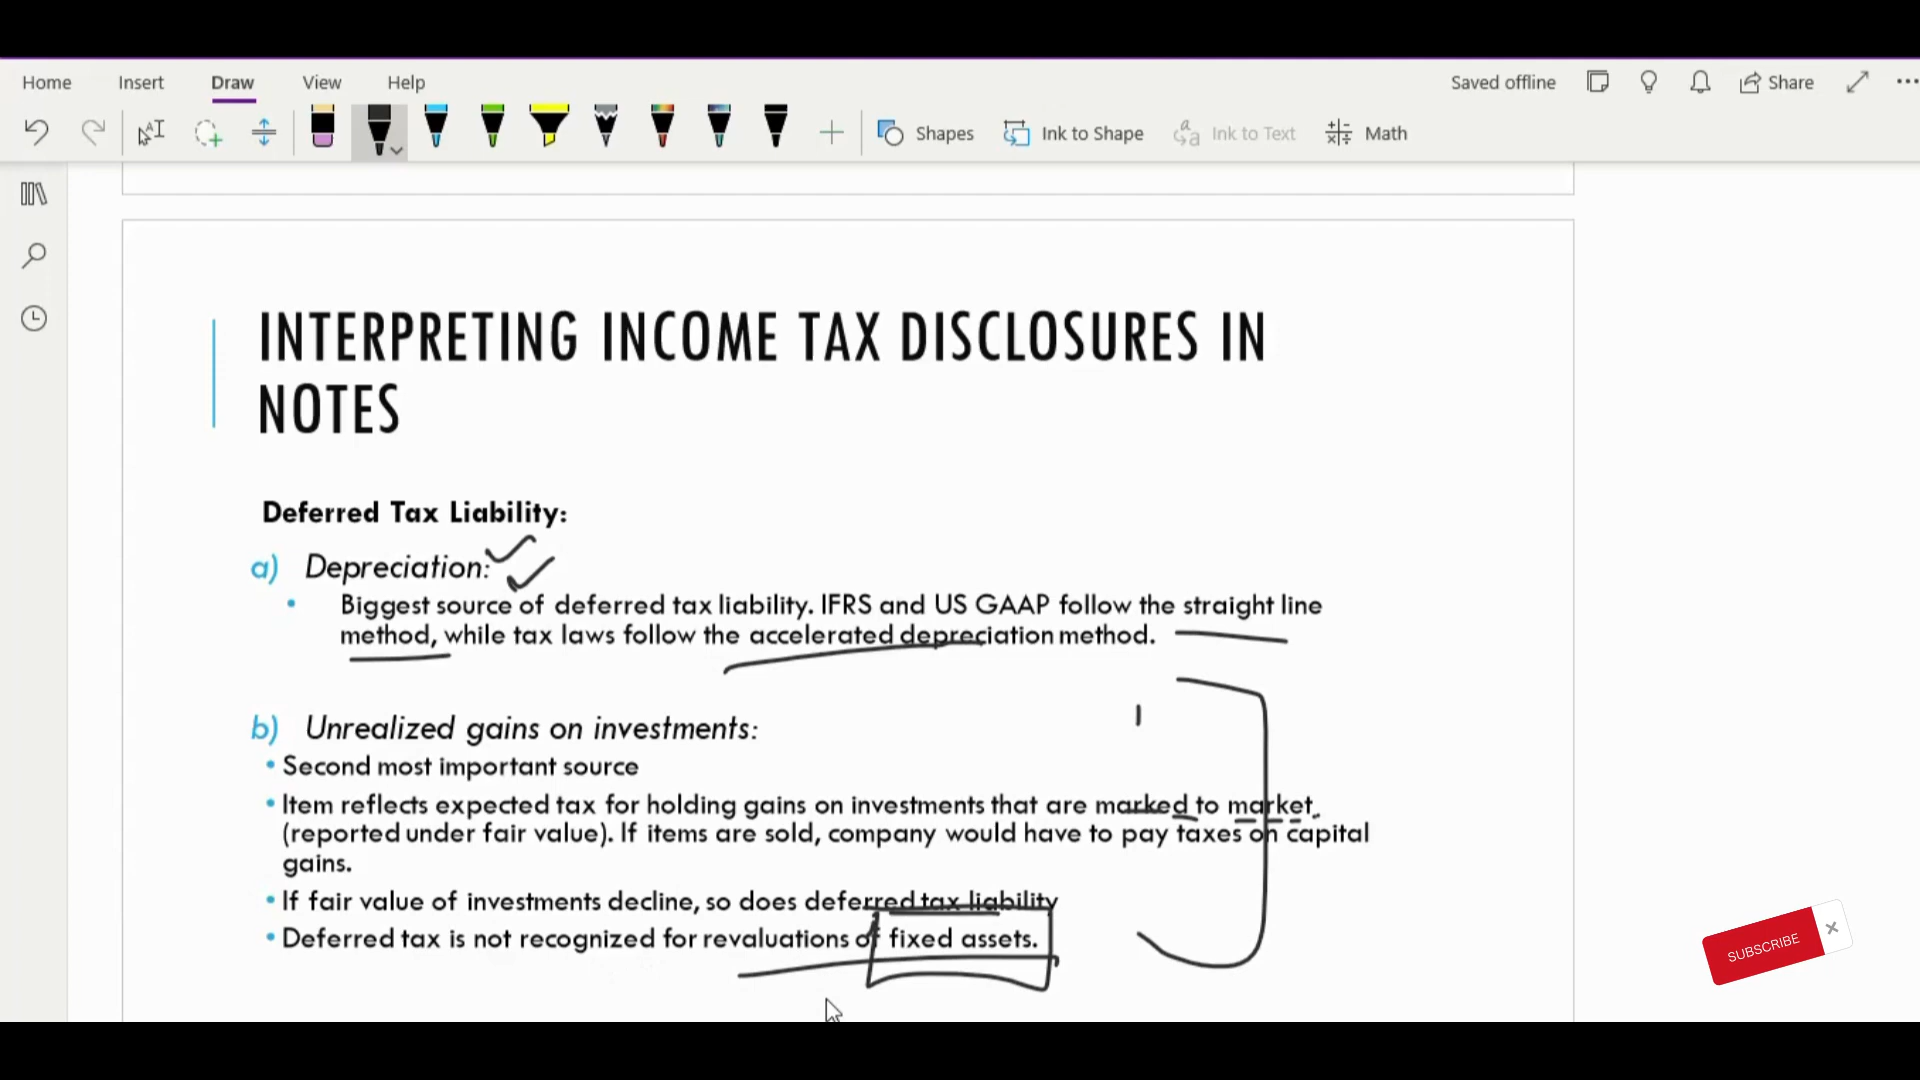 Home Insert Draw View Help Saved offline Share
Shapes Ink to Shape Ink to Text Math
INTERPRETING INCOME TAX DISCLOSURES IN
NOTES
Deferred Tax Liability:
a) Depreciation:
• Biggest source of deferred tax liability. IFRS and US GAAP follow the straight line
method, while tax laws follow the accelerated depreciation method.
b) Unrealized gains on investments:
• Second most important source
• Item reflects expected tax for holding gains on investments that are marked to market.
(reported under fair value). If items are sold, company would have to pay taxes on capital
gains.
• If fair value of investments decline, so does deferred tax liability
• Deferred tax is not recognized for revaluations of fixed assets.
SUBSCRIBE